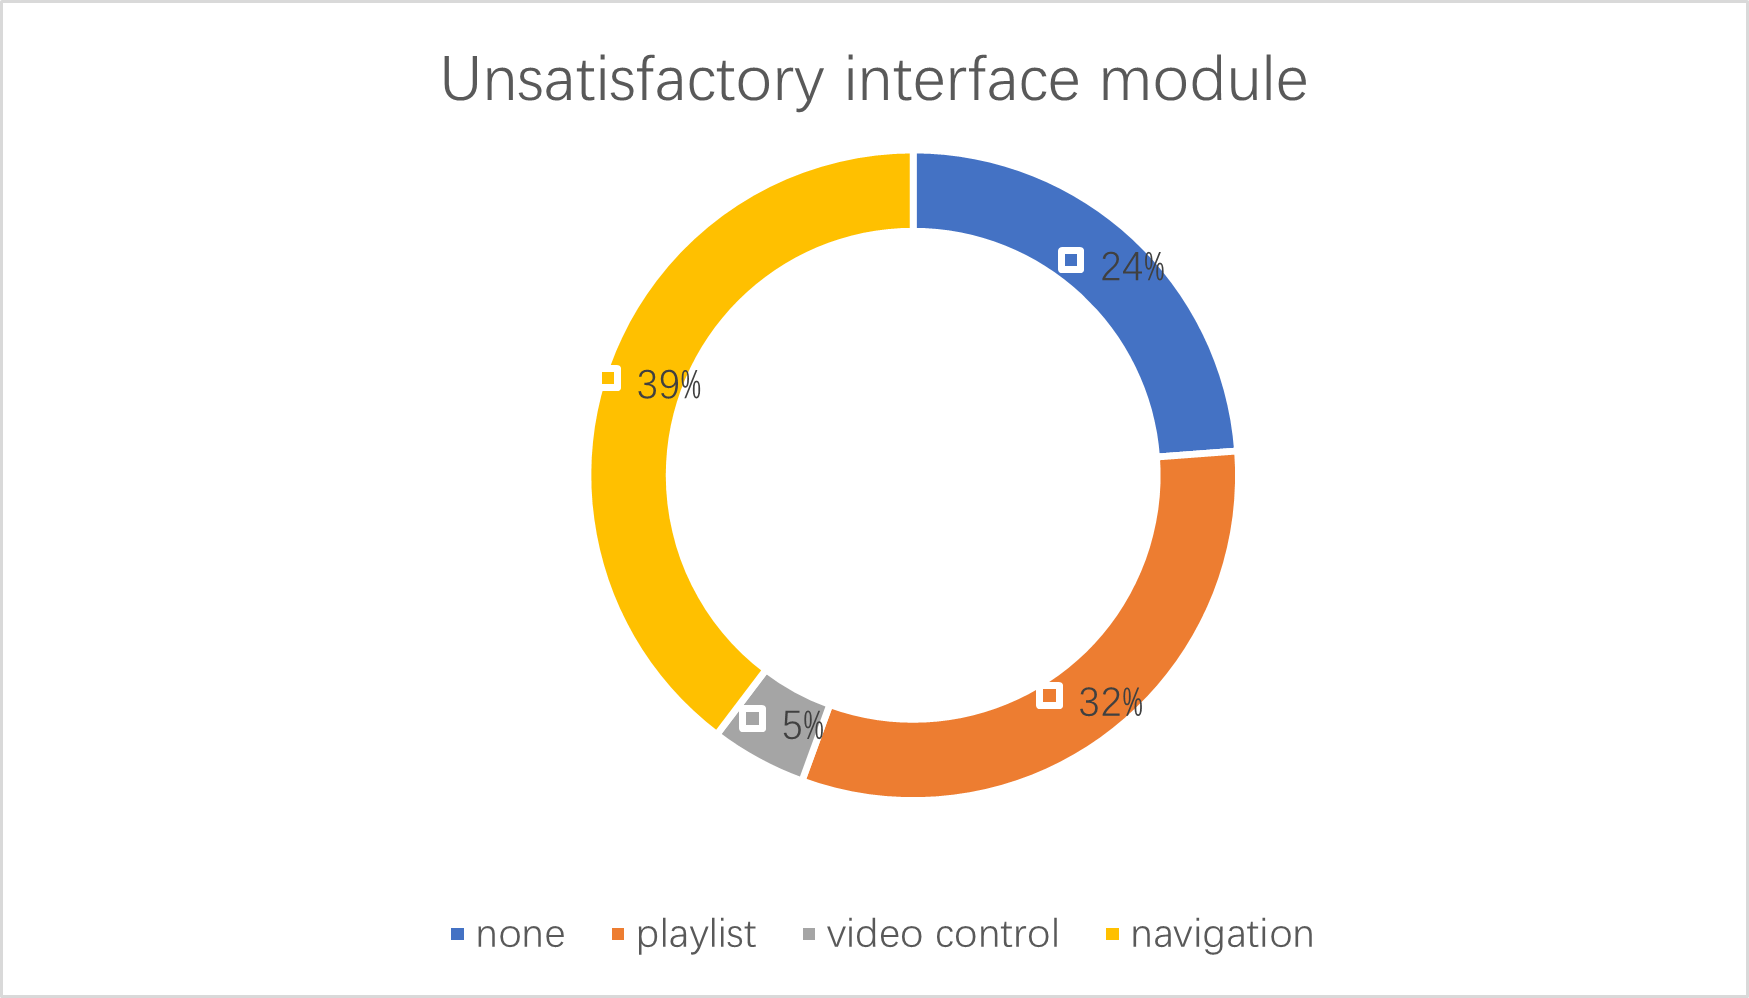 Unsatisfactory interface module
24%
39%
32%
5%
none playlist video control navigation